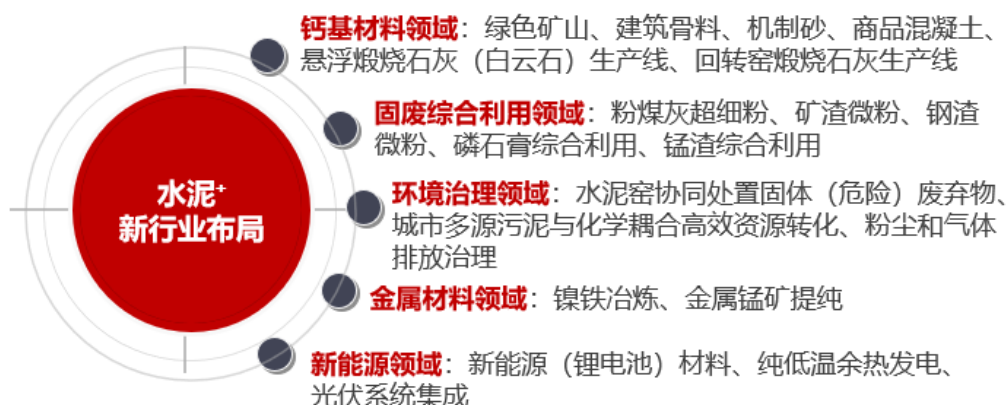 钙基材料领域：绿色矿山、建筑骨料、机制砂、商品混凝土、
悬浮煅烧石灰（白云石）生产线、回转窑煅烧石灰生产线
固废综合利用领域：粉煤灰超细粉、矿渣微粉、钢渣
微粉、磷石膏综合利用、锰渣综合利用
水泥+
新行业布局
环境治理领域：水泥窑协同处置固体（危险）废弃物、
城市多源污泥与化学耦合高效资源转化、粉尘和气体
排放治理
金属材料领域：镍铁冶炼、金属锰矿提纯
新能源领域：新能源（锂电池）材料、纯低温余热发电、
光伏系统集成